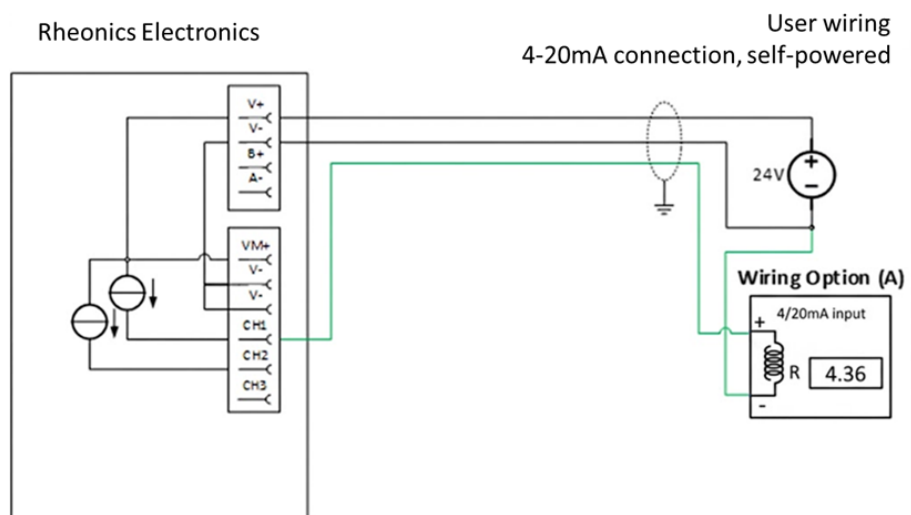 Rheonics Electronics
User wiring
4-20mA connection, self-powered
V+
V-
B+
A-
24V
+
−
VM+
V-
V-
CH1
CH2
CH3
Wiring Option (A)
4/20mA input
+
R 4.36
-